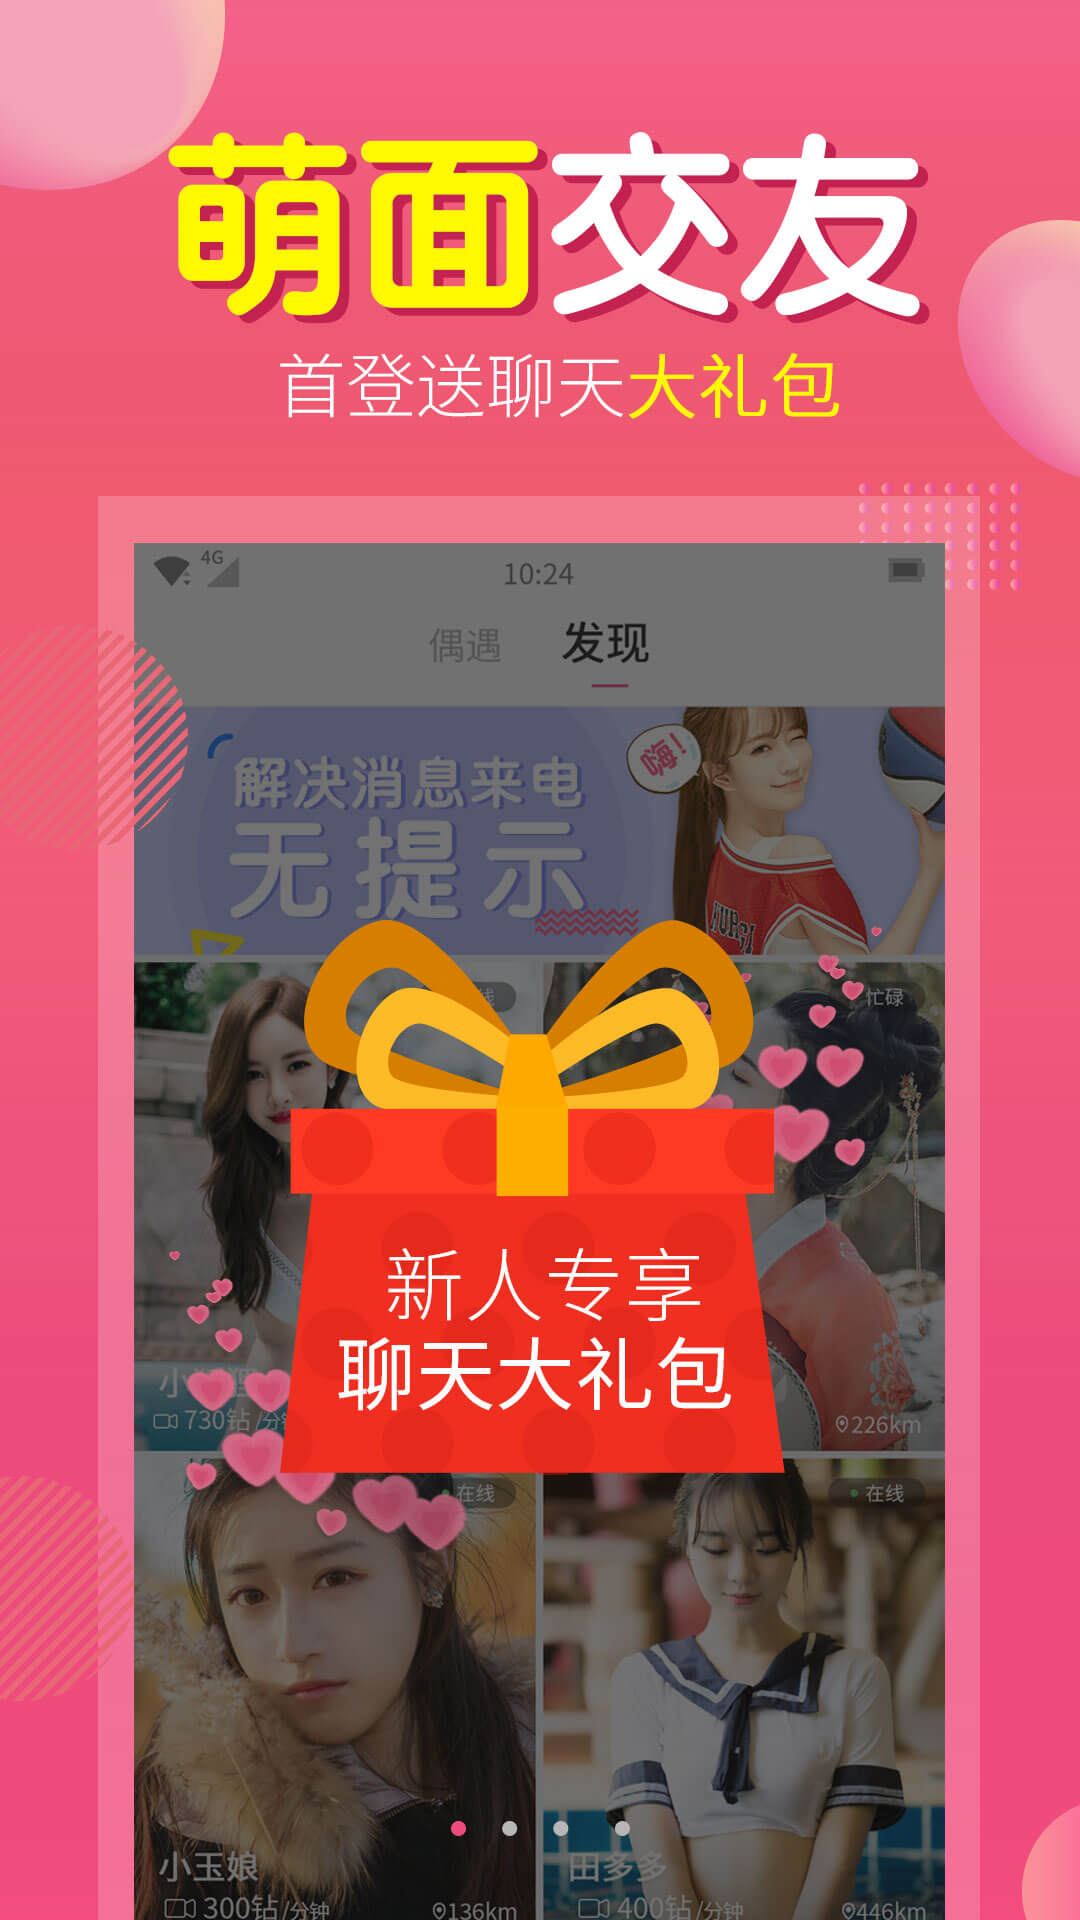 萌面交友
首登送聊天大礼包
4G
10:24
偶遇 发现
解决消息来电
嗨!
无提示
忙碌
新人专享
聊天大礼包
730钻/分钟
226km
在线
在线
小玉娘
田多多
300钻/分钟
136km
400钻/分钟
446km